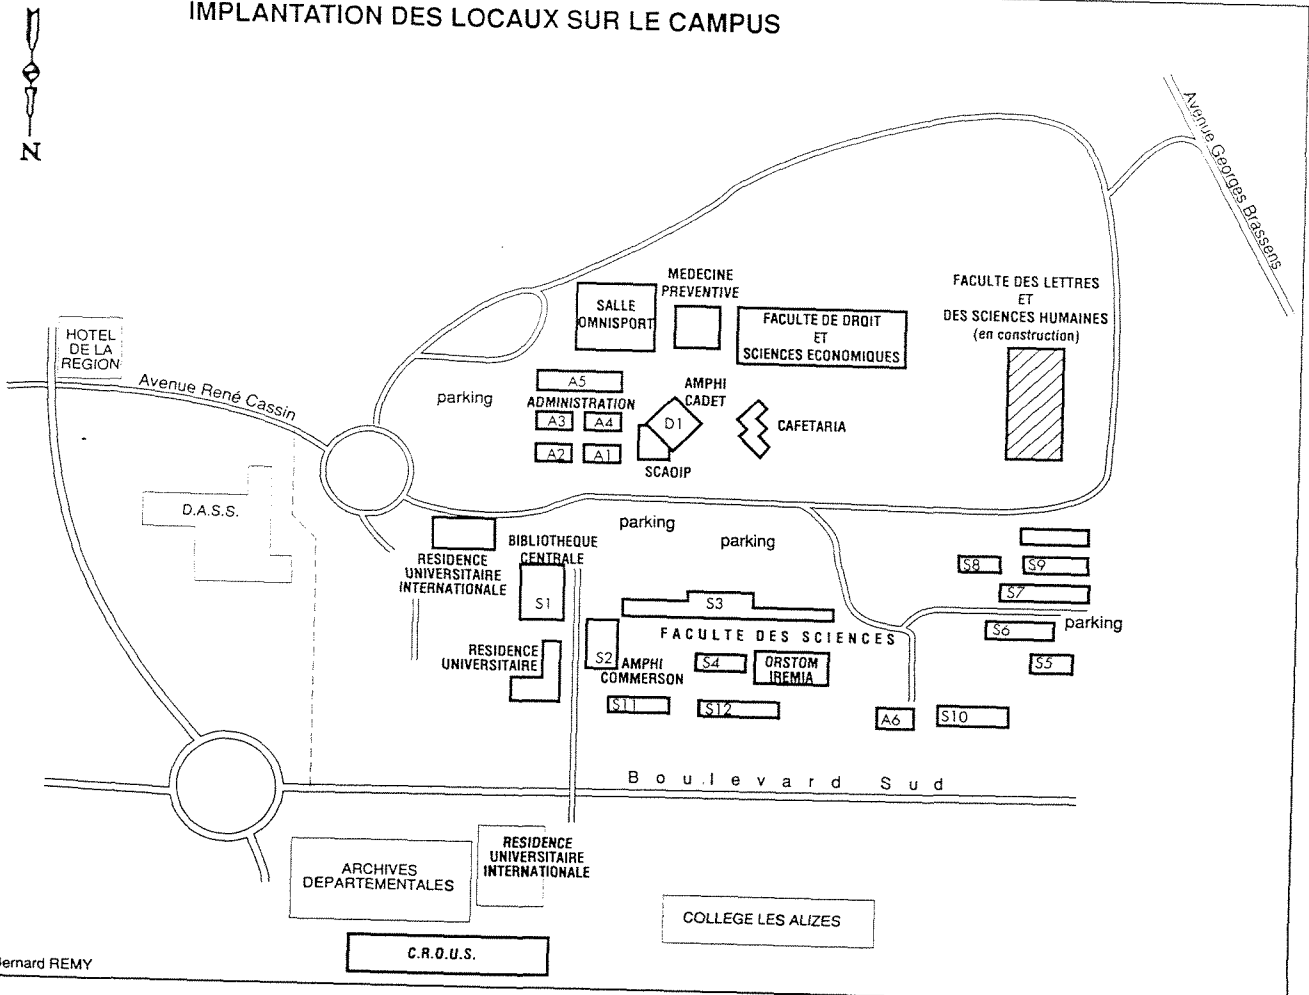 IMPLANTATION DES LOCAUX SUR LE CAMPUS
N
Avenue Georges Brassens
MEDECINE
PREVENTIVE
SALLE
OMNISPORT
FACULTE DE DROIT
ET
SCIENCES ECONOMIQUES
FACULTE DES LETTRES
ET
DES SCIENCES HUMAINES
(en construction)
HOTEL
DE LA
REGION
Avenue René Cassin
parking
A5
ADMINISTRATION
A3
A4
A2
A1
AMPHI
CADET
D1
SCAOIP
CAFETARIA
D.A.S.S.
parking
parking
RESIDENCE
UNIVERSITAIRE
INTERNATIONALE
BIBLIOTHEQUE
CENTRALE
S1
S3
S8
S9
S7
parking
S6
S5
FACULTE DES SCIENCES
RESIDENCE
UNIVERSITAIRE
S2
AMPHI
COMMERSON
S4
ORSTOM
IREMIA
S11
S12
A6
S10
Boulevard Sud
RESIDENCE
UNIVERSITAIRE
INTERNATIONALE
ARCHIVES
DEPARTEMENTALES
COLLEGE LES ALIZES
C.R.O.U.S.
Bernard REMY